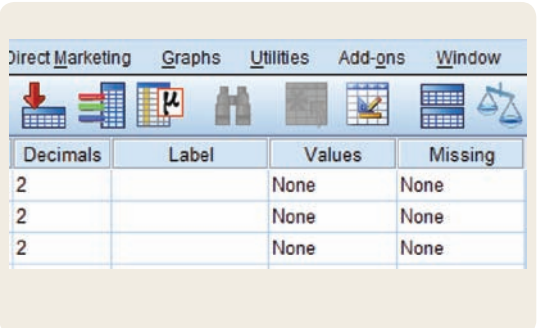 Direct Marketing Graphs Utilities Add-ons Window
μ
Decimals Label Values Missing
2 None None
2 None None
2 None None